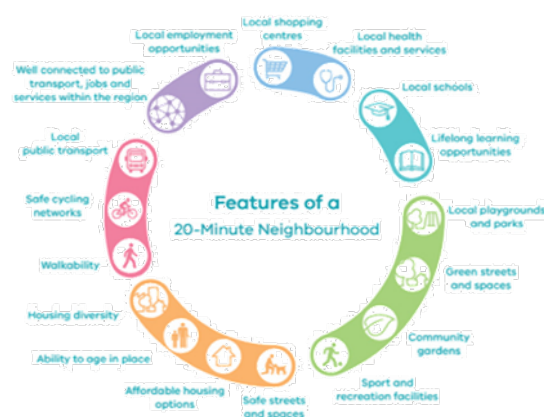 Features of a
20-Minute Neighbourhood
Local shopping
centres
Local health
facilities and services
Local schools
Lifelong learning
opportunities
Local playgrounds
and parks
Green streets
and spaces
Community
gardens
Sport and
recreation facilities
Safe streets
and spaces
Affordable housing
options
Ability to age in place
Housing diversity
Walkability
Safe cycling
networks
Local
public transport
Well connected to public
transport, jobs and
services within the region
Local employment
opportunities